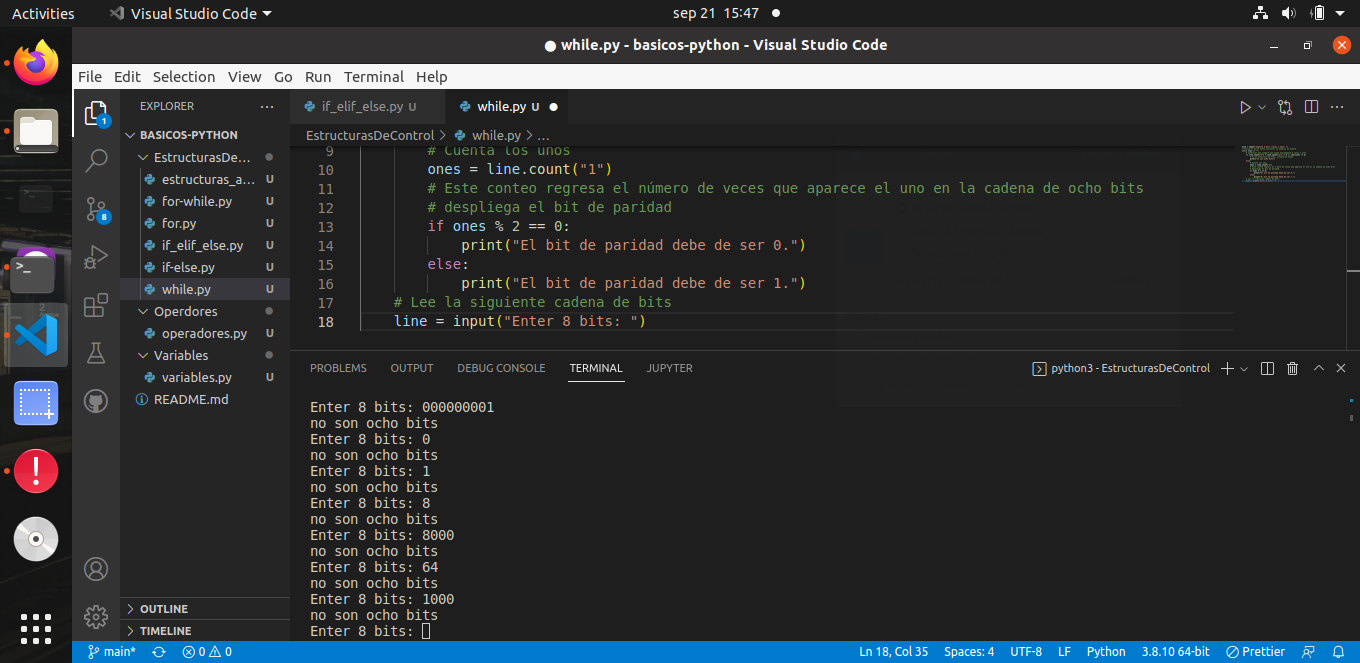 Activities Visual Studio Code sep 21 15:47
while.py - basicos-python - Visual Studio Code
File Edit Selection View Go Run Terminal Help
EXPLORER
BASICOS-PYTHON
EstructurasDe...
estructuras_a... U
for-while.py U
for.py U
if_elif_else.py U
if-else.py U
while.py U
Operdores
operadores.py U
Variables
variables.py U
README.md
OUTLINE
TIMELINE
1
8
if_elif_else.py U while.py U
EstructurasDeControl > while.py > ...
9 # Cuenta los unos
10 ones = line.count("1")
11 # Este conteo regresa el número de veces que aparece el uno en la cadena de ocho bits
12 # despliega el bit de paridad
13 if ones % 2 == 0:
14 print("El bit de paridad debe de ser 0.")
15 else:
16 print("El bit de paridad debe de ser 1.")
17 # Lee la siguiente cadena de bits
18 line = input("Enter 8 bits: ")
PROBLEMS OUTPUT DEBUG CONSOLE TERMINAL JUPYTER python3 - EstructurasDeControl
Enter 8 bits: 000000001
no son ocho bits
Enter 8 bits: 0
no son ocho bits
Enter 8 bits: 1
no son ocho bits
Enter 8 bits: 8
no son ocho bits
Enter 8 bits: 8000
no son ocho bits
Enter 8 bits: 64
no son ocho bits
Enter 8 bits: 1000
no son ocho bits
Enter 8 bits:
main* 0 0 Ln 18, Col 35 Spaces: 4 UTF-8 LF Python 3.8.10 64-bit Prettier